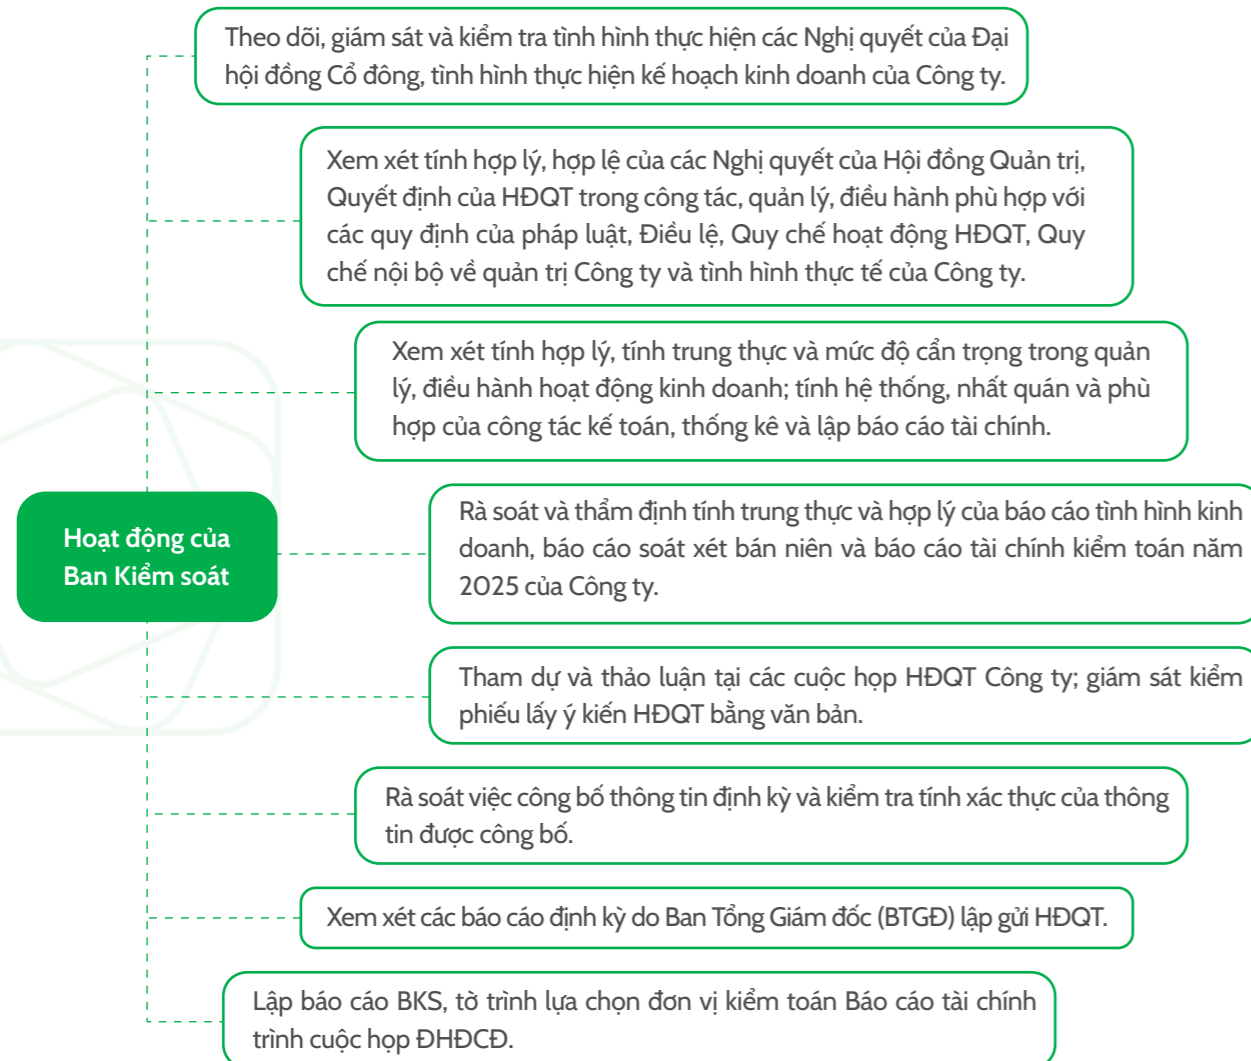 Theo dõi, giám sát và kiểm tra tình hình thực hiện các Nghị quyết của Đại
hội đồng Cổ đông, tình hình thực hiện kế hoạch kinh doanh của Công ty.
Xem xét tính hợp lý, hợp lệ của các Nghị quyết của Hội đồng Quản trị,
Quyết định của HĐQT trong công tác, quản lý, điều hành phù hợp với
các quy định của pháp luật, Điều lệ, Quy chế hoạt động HĐQT, Quy
chế nội bộ về quản trị Công ty và tình hình thực tế của Công ty.
Xem xét tính hợp lý, tính trung thực và mức độ cẩn trọng trong quản
lý, điều hành hoạt động kinh doanh; tính hệ thống, nhất quán và phù
hợp của công tác kế toán, thống kê và lập báo cáo tài chính.
Hoạt động của
Ban Kiểm soát
Rà soát và thẩm định tính trung thực và hợp lý của báo cáo tình hình kinh
doanh, báo cáo soát xét bán niên và báo cáo tài chính kiểm toán năm
2025 của Công ty.
Tham dự và thảo luận tại các cuộc họp HĐQT Công ty; giám sát kiểm
phiếu lấy ý kiến HĐQT bằng văn bản.
Rà soát việc công bố thông tin định kỳ và kiểm tra tính xác thực của thông
tin được công bố.
Xem xét các báo cáo định kỳ do Ban Tổng Giám đốc (BTGĐ) lập gửi HĐQT.
Lập báo cáo BKS, tờ trình lựa chọn đơn vị kiểm toán Báo cáo tài chính
trình cuộc họp ĐHĐCĐ.